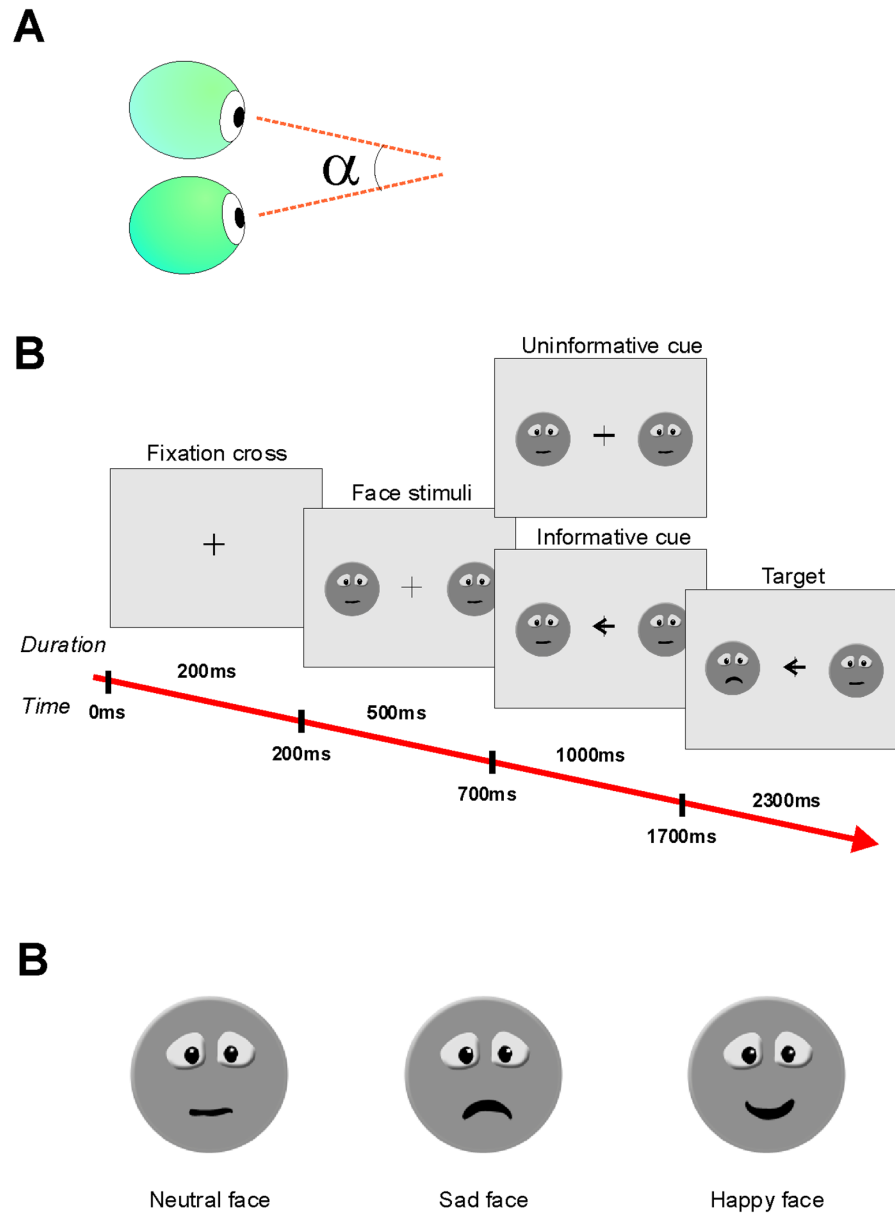 A
α
B
Uninformative cue
Fixation cross
Face stimuli
Informative cue
Target
Duration
200ms
500ms
1000ms
2300ms
Time
0ms
200ms
700ms
1700ms
B
Neutral face
Sad face
Happy face